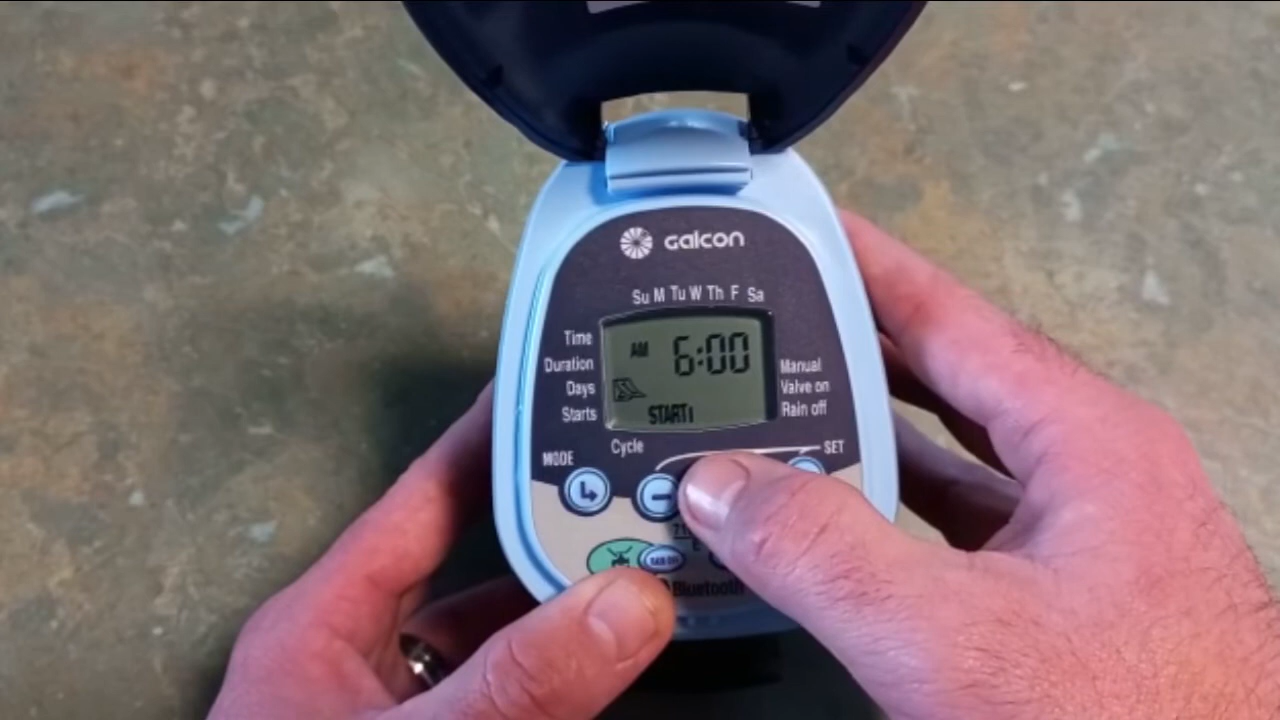 GALCON
Su M Tu W Th F Sa
Time
Duration
Days
Starts
AM 6:00
START1
Manual
Valve on
Rain off
Cycle
MODE
SET
Bluetooth